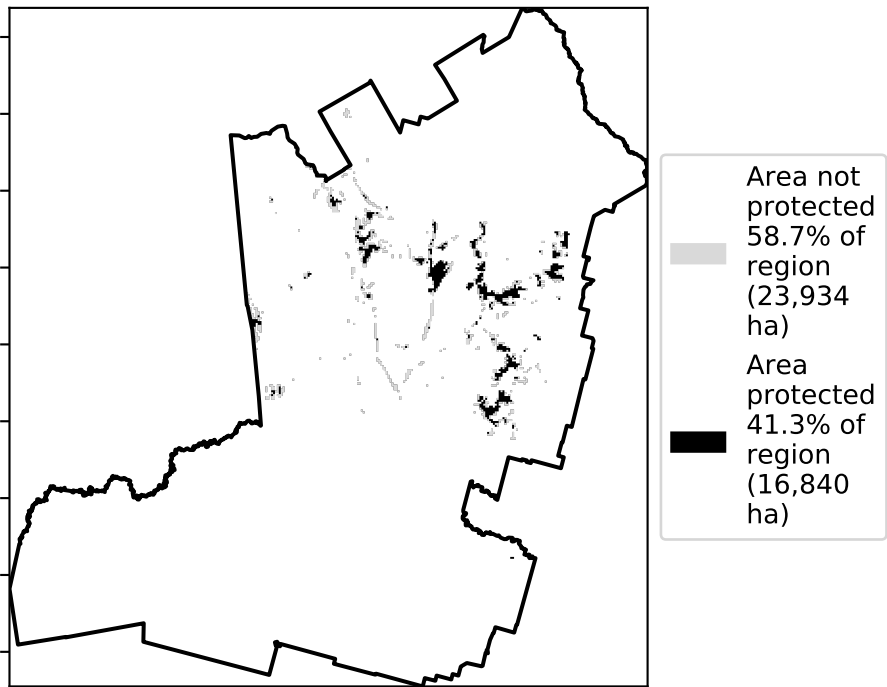 Area not
protected
58.7% of
region
(23,934
ha)
Area
protected
41.3% of
region
(16,840
ha)